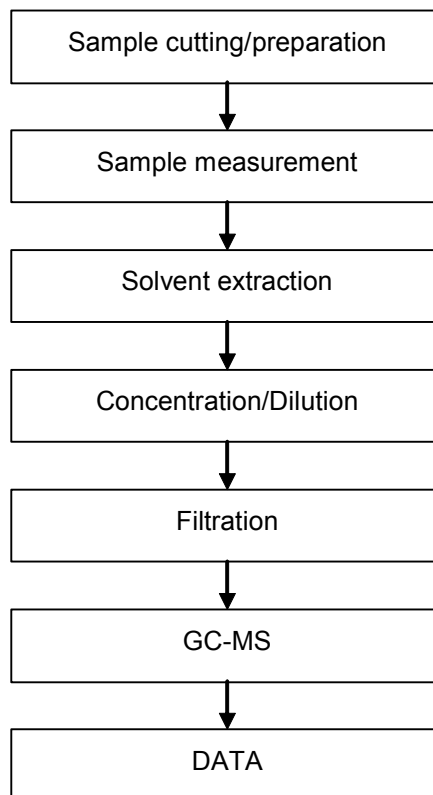 Sample cutting/preparation
Sample measurement
Solvent extraction
Concentration/Dilution
Filtration
GC-MS
DATA